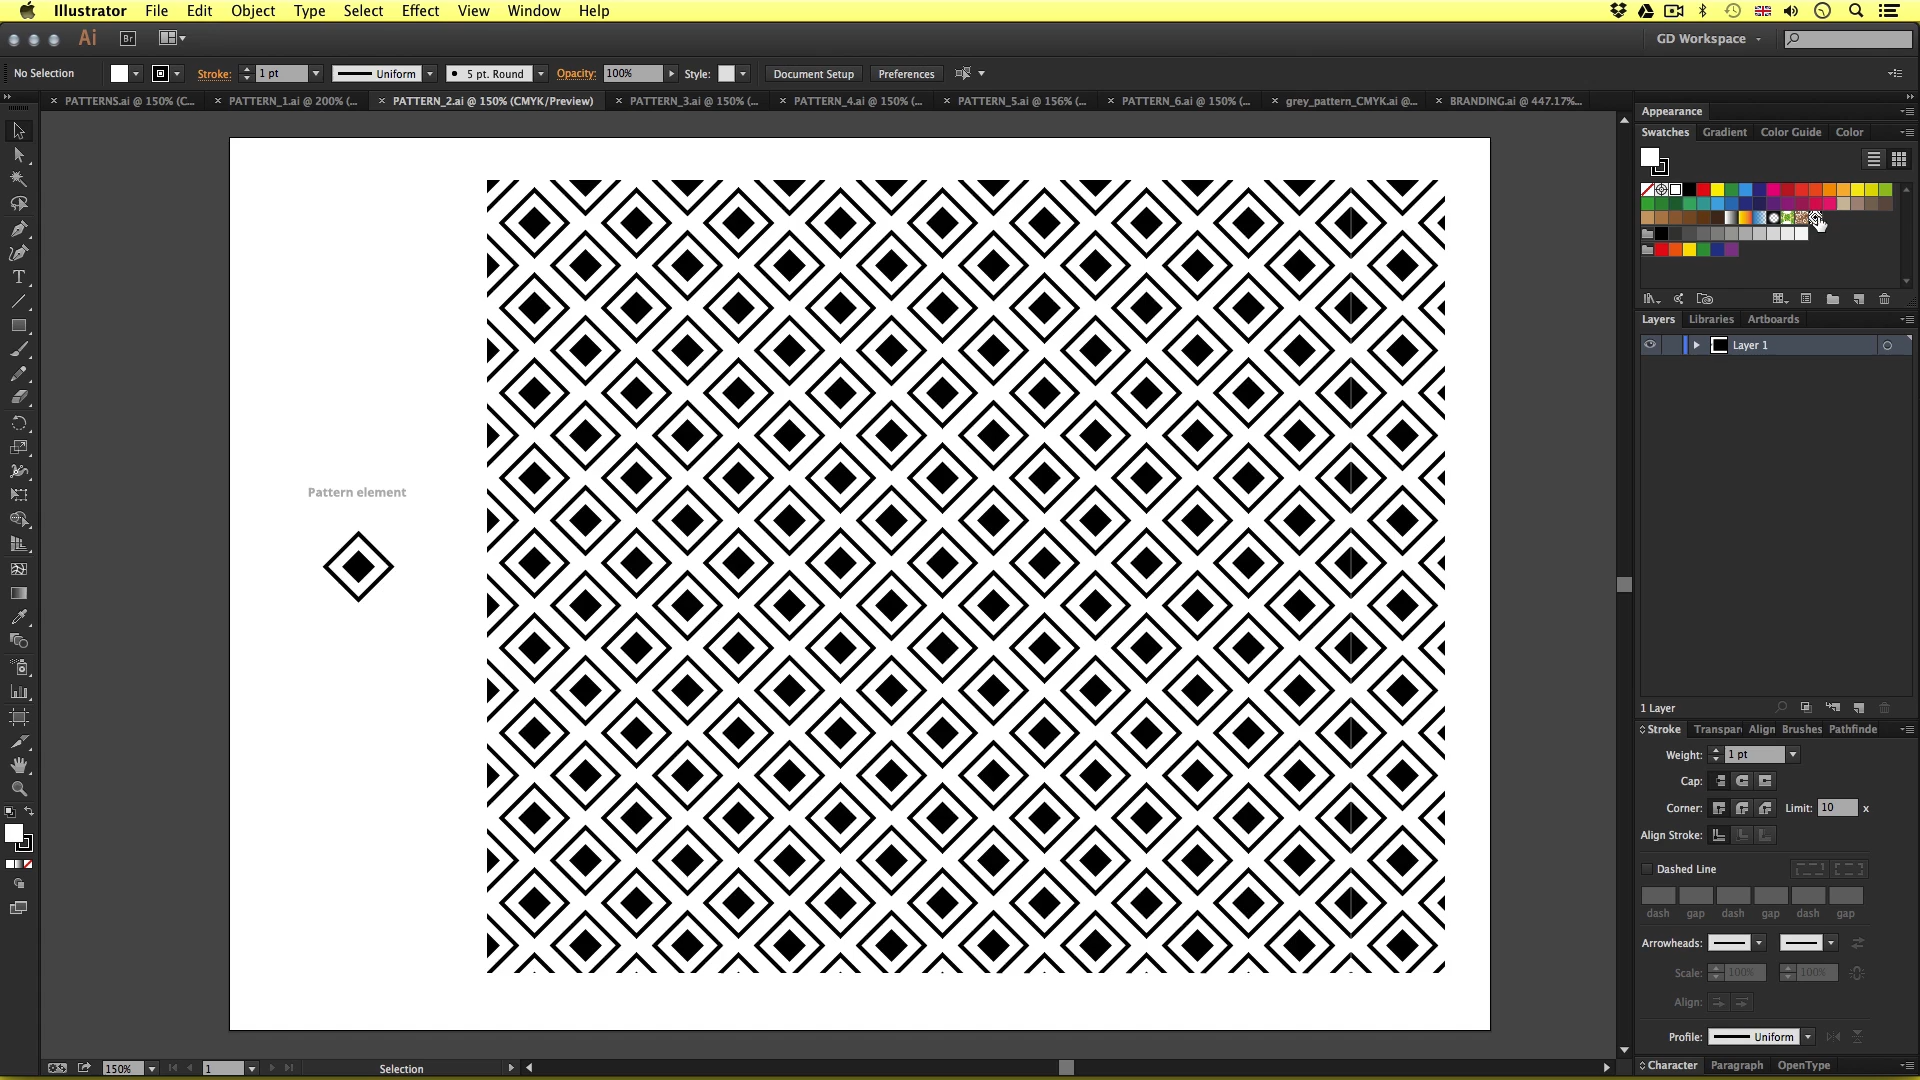 Illustrator File Edit Object Type Select Effect View Window Help
Ai Br GD Workspace
No Selection Stroke: 1 pt Uniform 5 pt. Round Opacity: 100% Style: Document Setup Preferences
PATTERNS.ai @ 150% (C... PATTERN_1.ai @ 200% (... PATTERN_2.ai @ 150% (CMYK/Preview) PATTERN_3.ai @ 150% (... PATTERN_4.ai @ 150% (... PATTERN_5.ai @ 156% (... PATTERN_6.ai @ 150% (... grey_pattern_CMYK.ai @... BRANDING.ai @ 447.17%...
Appearance
Swatches Gradient Color Guide Color
Layers Libraries Artboards
Layer 1
Pattern element
1 Layer
Stroke Transpar Align Brushes Pathfinde
Weight: 1 pt
Cap:
Corner: Limit: 10 x
Align Stroke:
Dashed Line
dash gap dash gap dash gap
Arrowheads:
Scale: 100% 100%
Align:
Profile: Uniform
150% 1 Selection
Character Paragraph OpenType